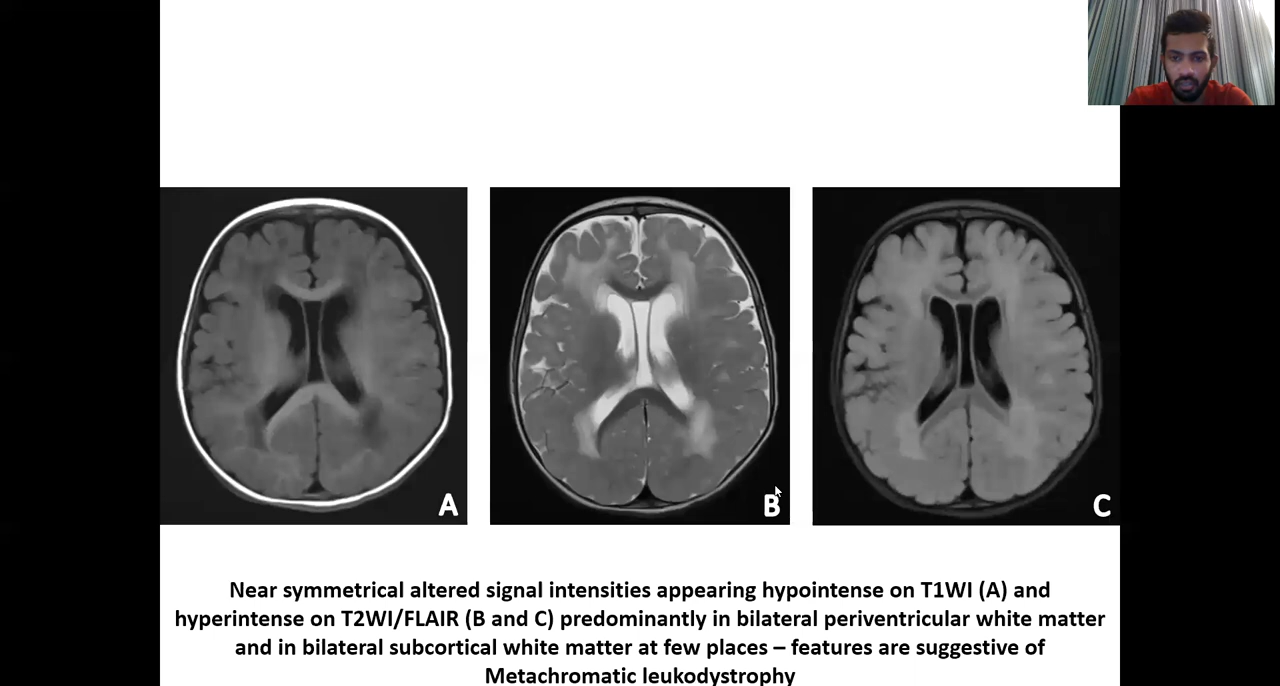 A
B
C
Near symmetrical altered signal intensities appearing hypointense on T1WI (A) and
hyperintense on T2WI/FLAIR (B and C) predominantly in bilateral periventricular white matter
and in bilateral subcortical white matter at few places – features are suggestive of
Metachromatic leukodystrophy